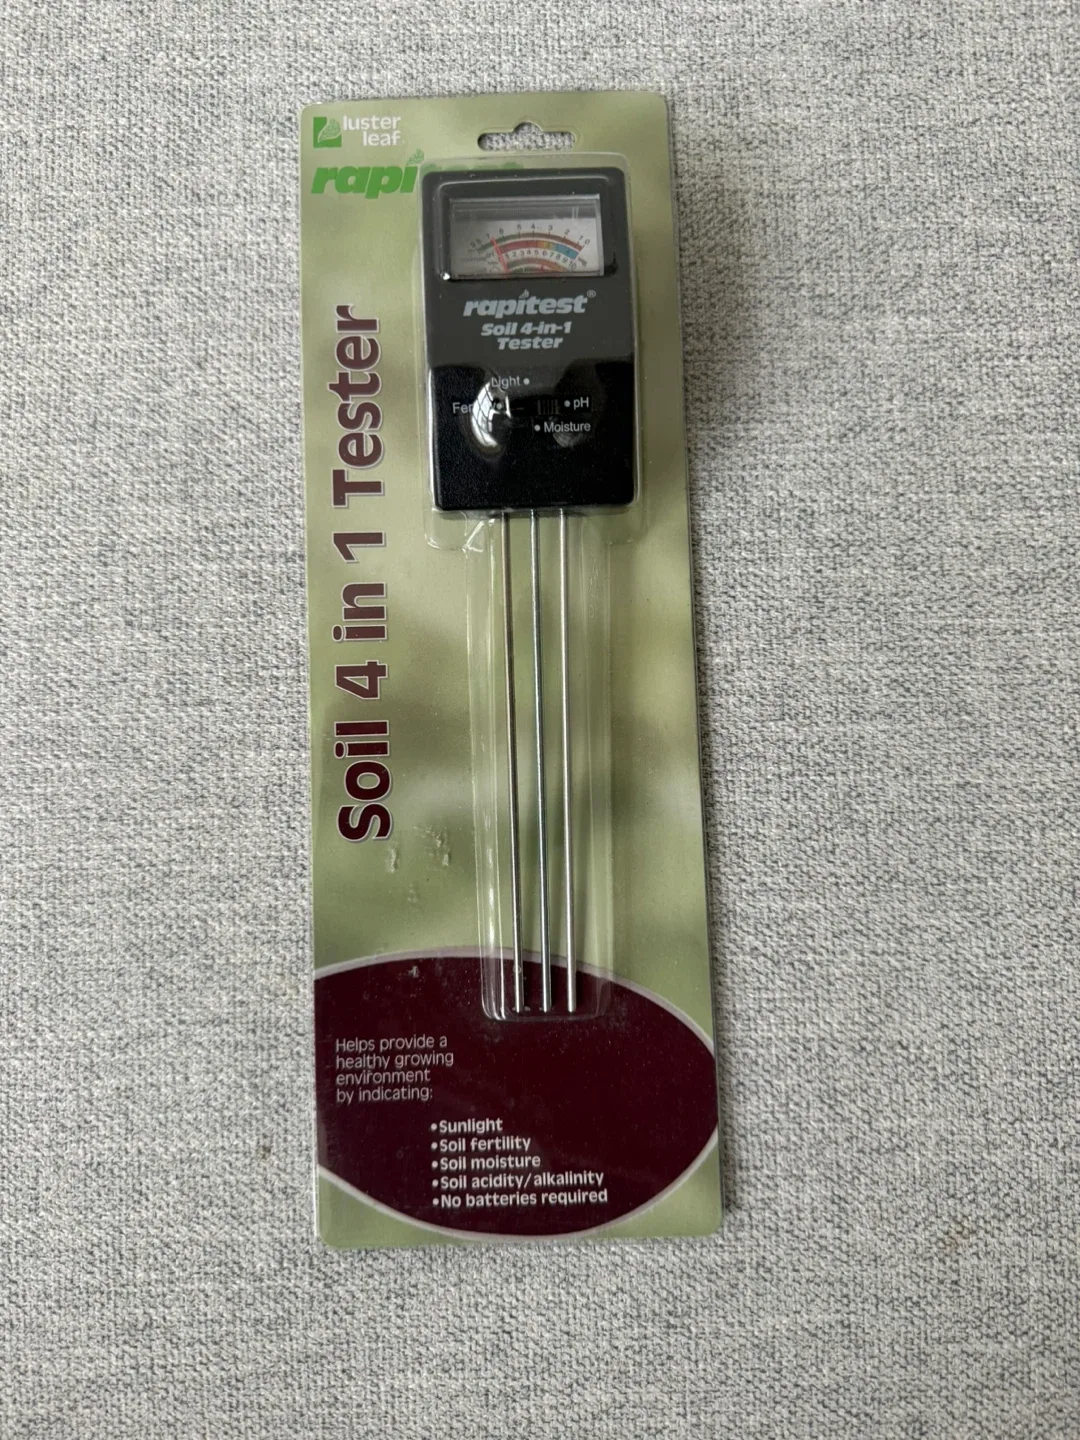 luster
leaf
rapi
rapitest®
Soil 4-in-1
Tester
Light
pH
Moisture
Soil 4 in 1 Tester
Helps provide a
healthy growing
environment
by indicating:
•Sunlight
•Soil fertility
•Soil moisture
•Soil acidity/alkalinity
•No batteries required